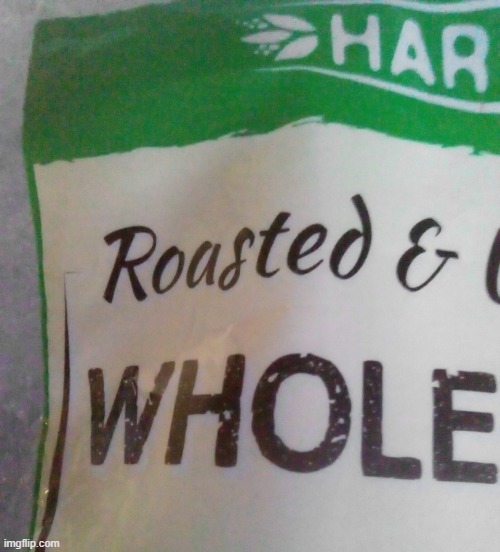 HAR
Roasted &
WHOLE
imgflip.com